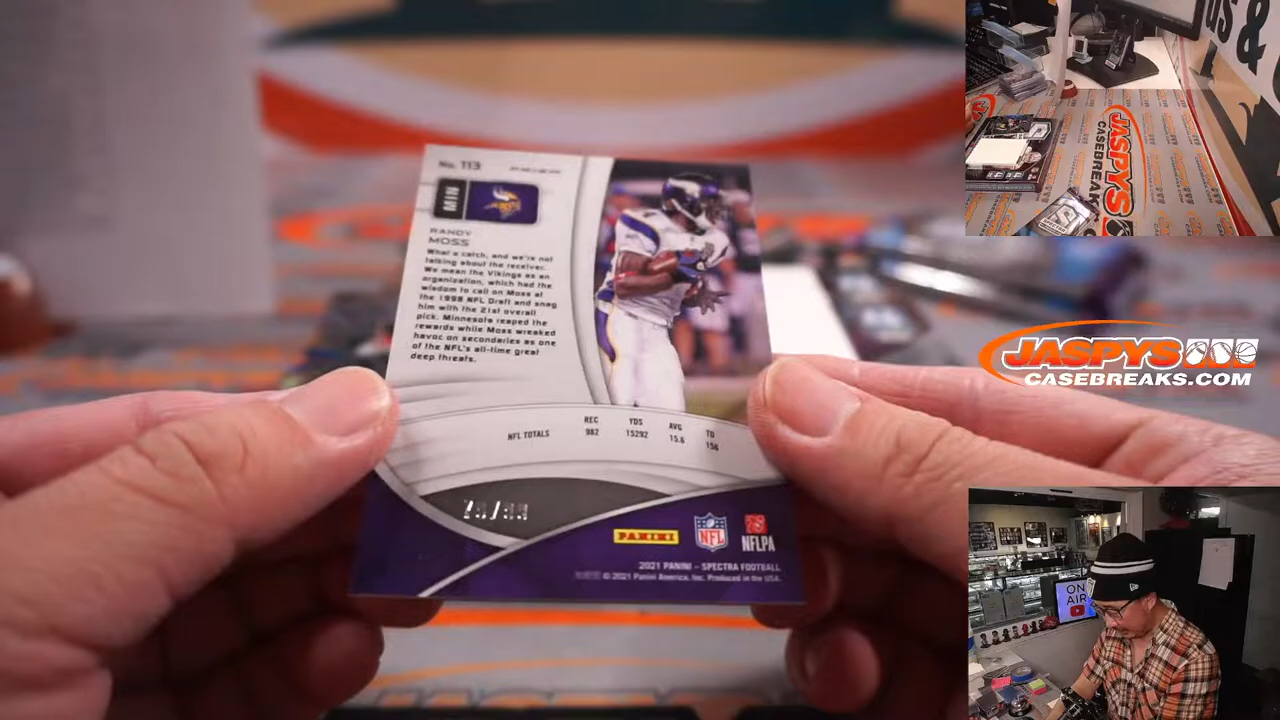 No. 113
MIN
RANDY
MOSS
What a catch, and we're not
talking about the receiver.
We mean the Vikings as an
organization, which had the
wisdom to call on Moss at
the 1998 NFL Draft and snag
him with the 21st overall
pick. Minnesota reaped the
rewards while Moss wreaked
havoc on secondaries as one
of the NFL's all-time great
deep threats.
REC YDS AVG TD
NFL TOTALS 982 15292 15.6 156
PANINI
NFL
NFLPA
2021 PANINI - SPECTRA FOOTBALL
© 2021 Panini America, Inc. Produced in the USA.
JASPYS
CASEBREAKS
JASPYS
CASEBREAKS.COM
ON
AIR